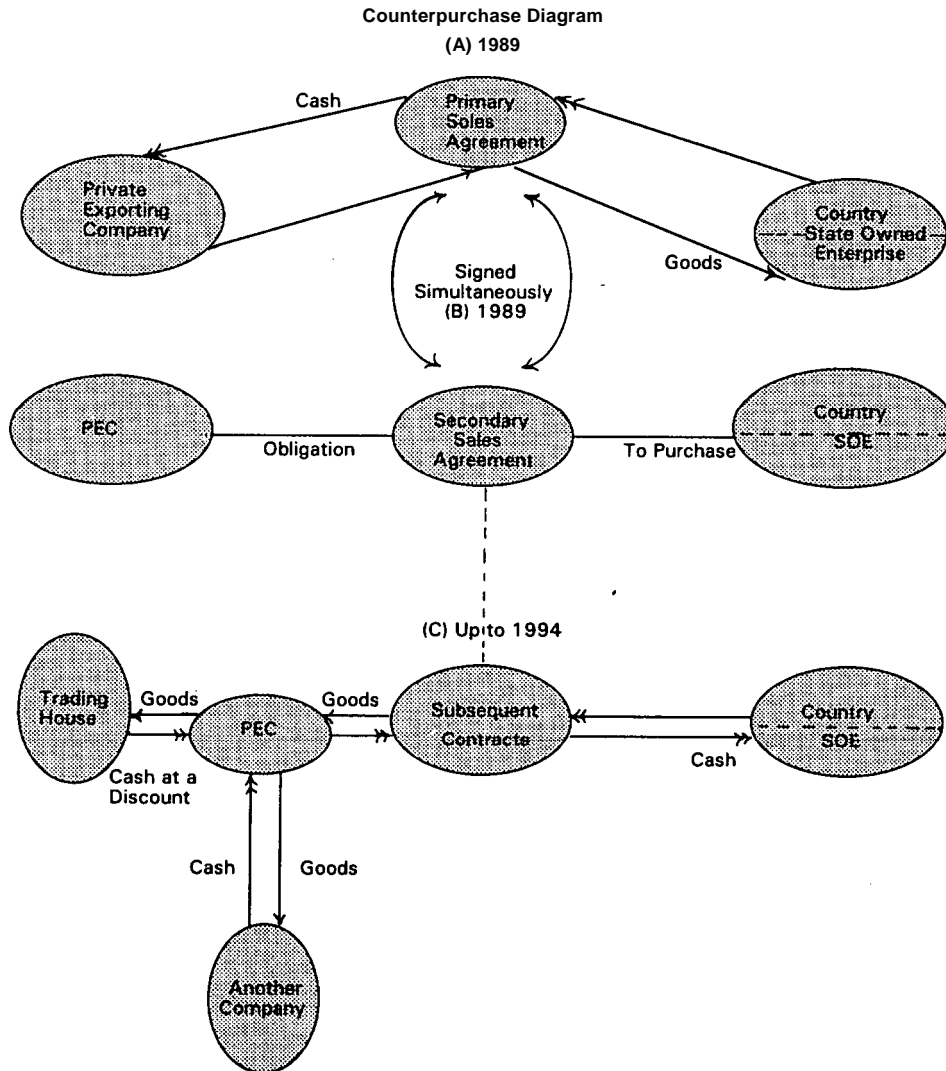 Counterpurchase Diagram
(A) 1989
Cash
Primary
Soles
Agreement
Private
Exporting
Company
Country
State Owned
Enterprise
Goods
Signed
Simultaneously
(B) 1989
PEC
Obligation
Secondary
Sales
Agreement
To Purchase
Country
SOE
(C) Up to 1994
Trading
House
Goods
PEC
Goods
Subsequent
Contracts
Country
SOE
Cash
Cash at a
Discount
Cash
Goods
Another
Company